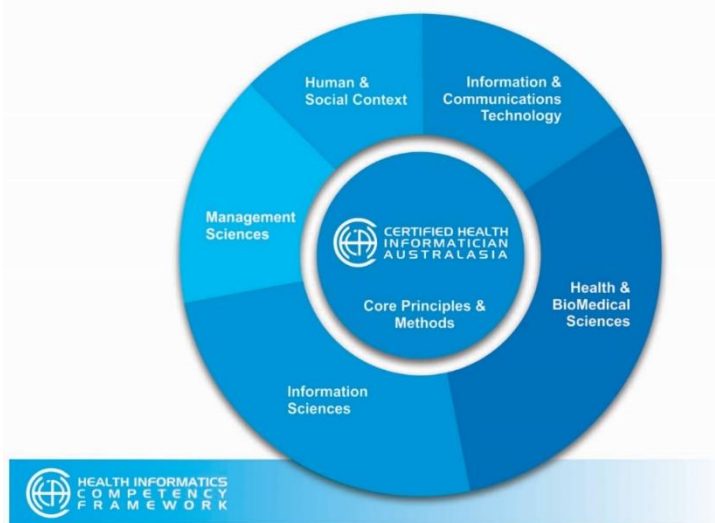 Human &
Social Context
Information &
Communications
Technology
Management
Sciences
CERTIFIED HEALTH
INFORMATICIAN
AUSTRALASIA
Core Principles &
Methods
Health &
BioMedical
Sciences
Information
Sciences
HEALTH INFORMATICS
COMPETENCY
FRAMEWORK